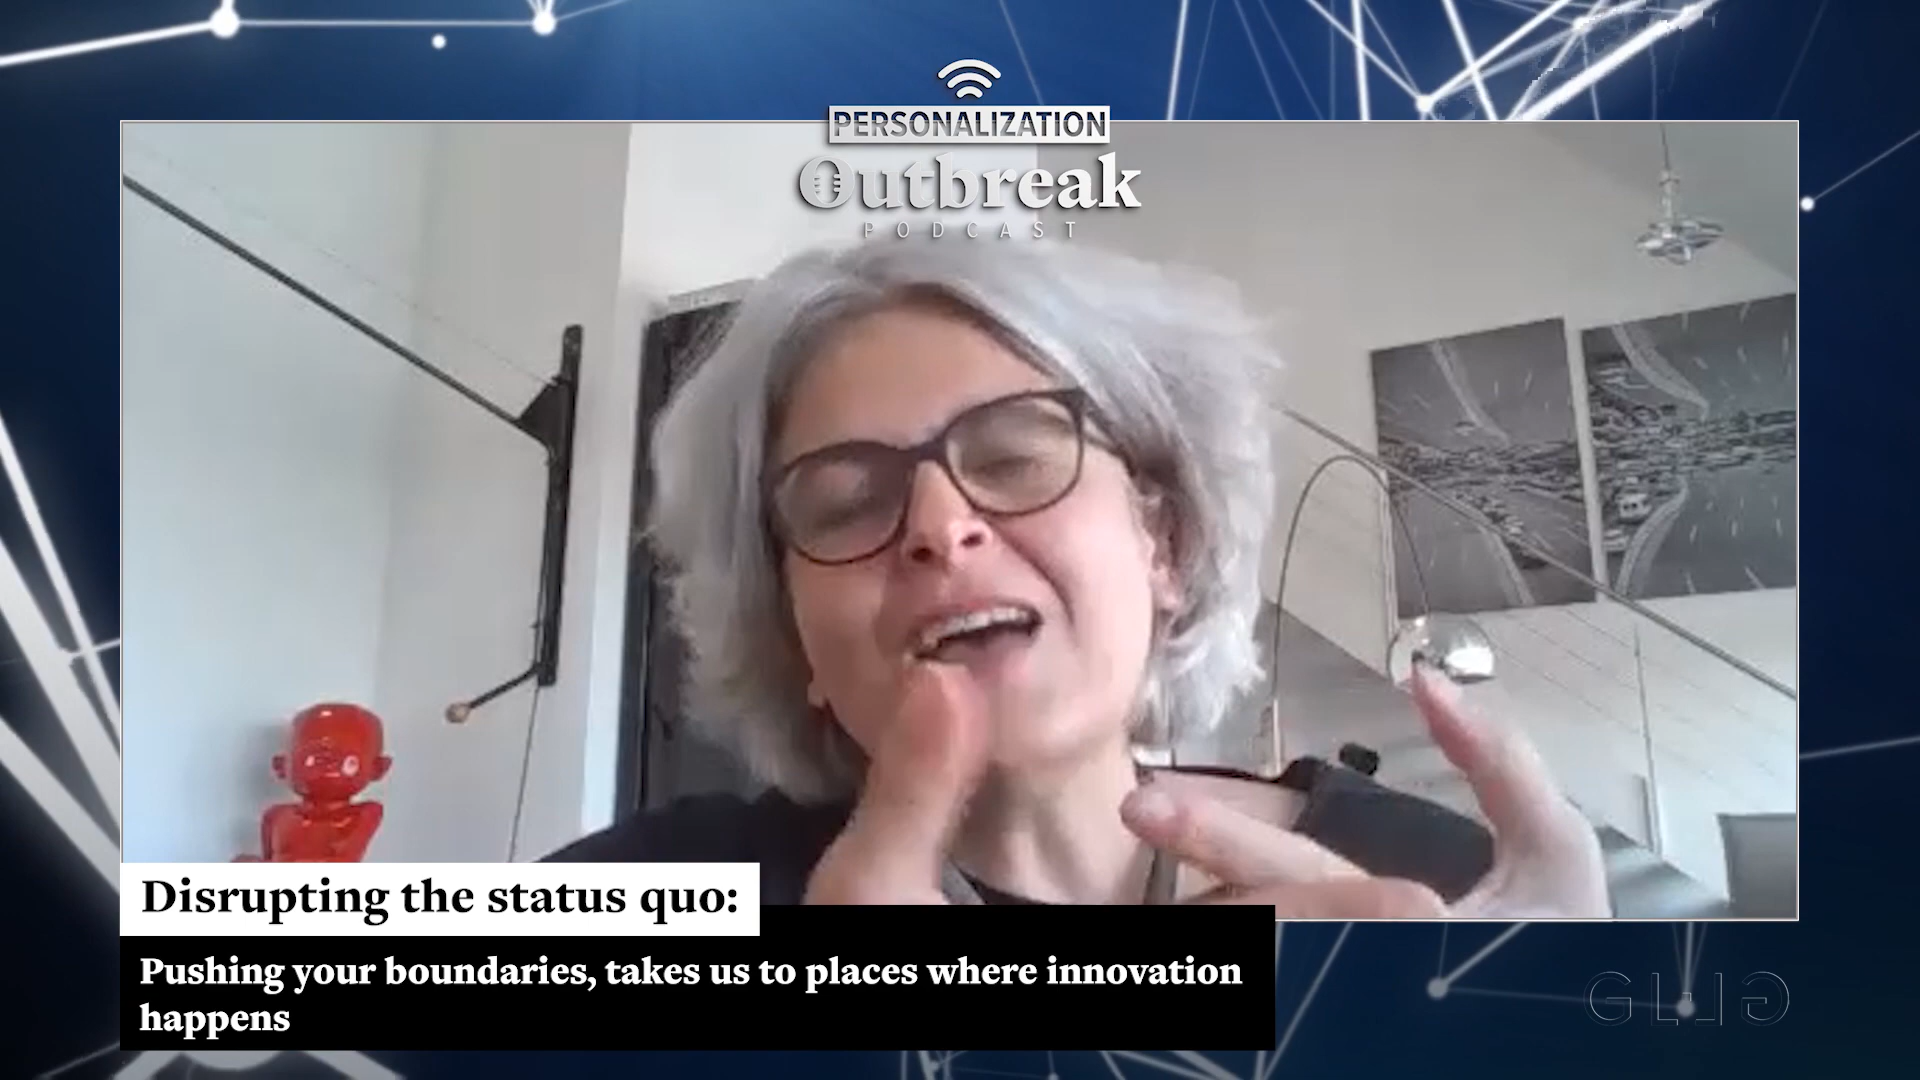 PERSONALIZATION
Outbreak
PODCAST
Disrupting the status quo:
Pushing your boundaries, takes us to places where innovation
happens